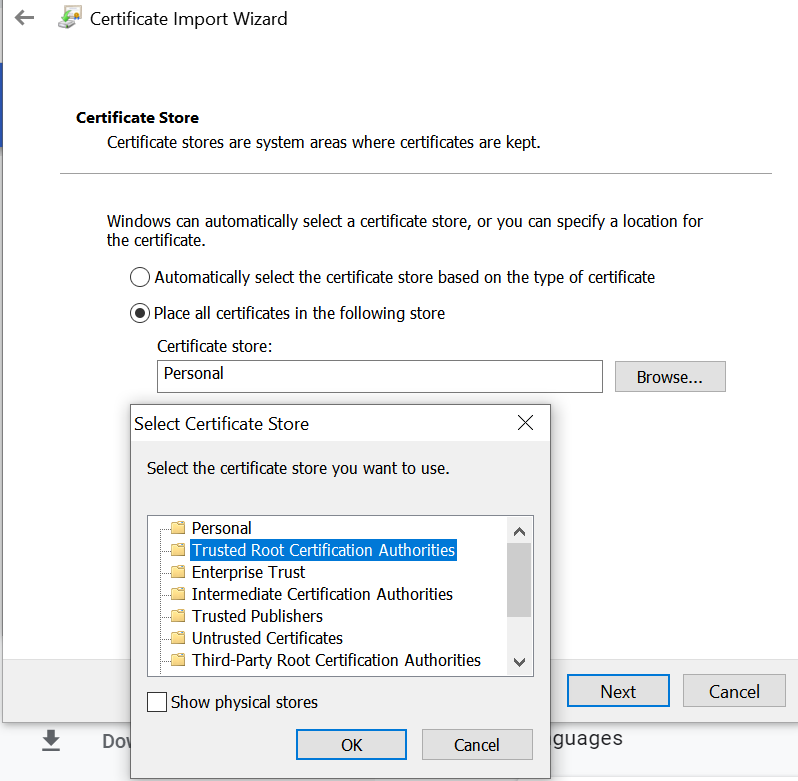 Certificate Import Wizard
Certificate Store
Certificate stores are system areas where certificates are kept.
Windows can automatically select a certificate store, or you can specify a location for
the certificate.
Automatically select the certificate store based on the type of certificate
Place all certificates in the following store
Certificate store:
Personal
Browse...
Select Certificate Store
Select the certificate store you want to use.
Personal
Trusted Root Certification Authorities
Enterprise Trust
Intermediate Certification Authorities
Trusted Publishers
Untrusted Certificates
Third-Party Root Certification Authorities
Show physical stores
OK
Cancel
Next
Cancel